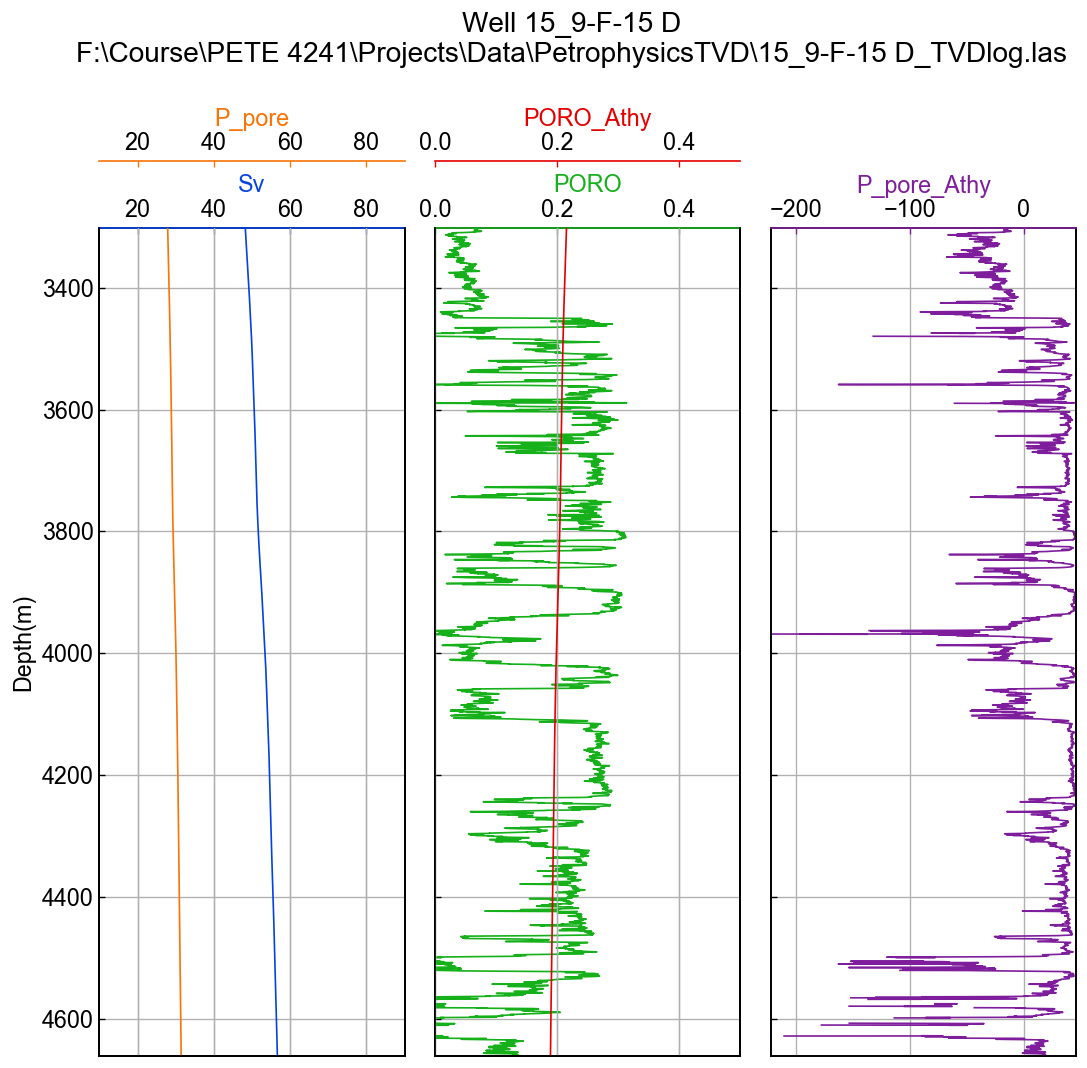 Well 15_9-F-15 D
F:\Course\PETE 4241\Projects\Data\PetrophysicsTVD\15_9-F-15 D_TVDlog.las
P_pore
20 40 60 80
Sv
20 40 60 80
PORO_Athy
0.0 0.2 0.4
PORO
0.0 0.2 0.4
P_pore_Athy
−200 −100 0
Depth(m)
3400
3600
3800
4000
4200
4400
4600